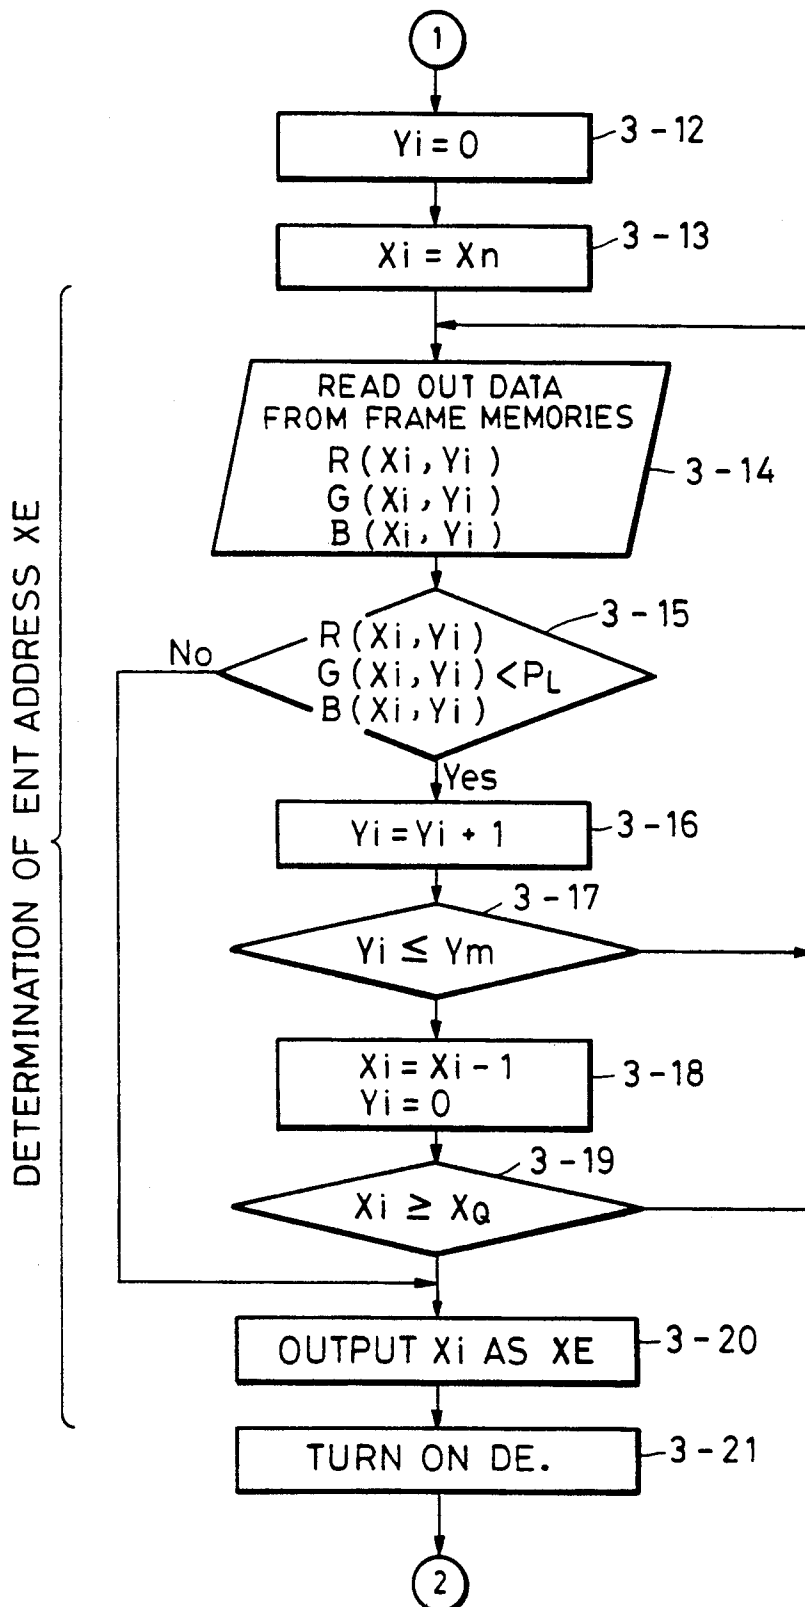 1
Yi = 0
3-12
Xi = Xn
3-13
READ OUT DATA
FROM FRAME MEMORIES
R (Xi, Yi)
G (Xi, Yi)
B (Xi, Yi)
3-14
R (Xi, Yi)
G (Xi, Yi) < PL
B (Xi, Yi)
3-15
No
Yes
Yi = Yi + 1
3-16
Yi ≤ Ym
3-17
Xi = Xi - 1
Yi = 0
3-18
Xi ≥ XQ
3-19
OUTPUT Xi AS XE
3-20
TURN ON DE.
3-21
2
DETERMINATION OF ENT ADDRESS XE